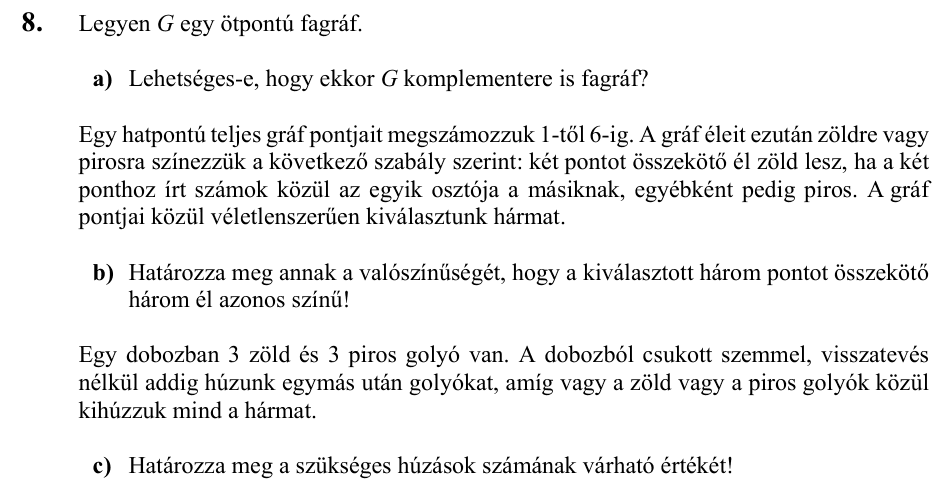 8. Legyen G egy ötpontú fagráf.
a) Lehetséges-e, hogy ekkor G komplementere is fagráf?
Egy hatpontú teljes gráf pontjait megszámozzuk 1-től 6-ig. A gráf éleit ezután zöldre vagy
pirosra színezzük a következő szabály szerint: két pontot összekötő él zöld lesz, ha a két
ponthoz írt számok közül az egyik osztója a másiknak, egyébként pedig piros. A gráf
pontjai közül véletlenszerűen kiválasztunk hármat.
b) Határozza meg annak a valószínűségét, hogy a kiválasztott három pontot összekötő
három él azonos színű!
Egy dobozban 3 zöld és 3 piros golyó van. A dobozból csukott szemmel, visszatevés
nélkül addig húzunk egymás után golyókat, amíg vagy a zöld vagy a piros golyók közül
kihúzzuk mind a hármat.
c) Határozza meg a szükséges húzások számának várható értékét!